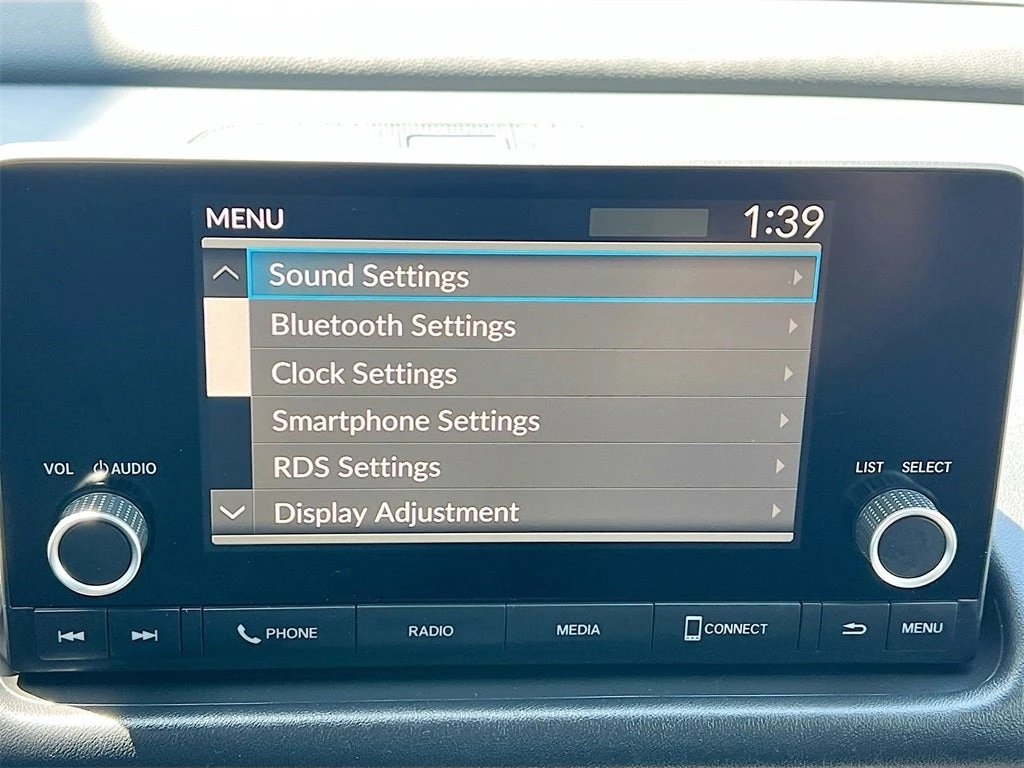 MENU 1:39
Sound Settings
Bluetooth Settings
Clock Settings
Smartphone Settings
RDS Settings
Display Adjustment
VOL AUDIO LIST SELECT
PHONE RADIO MEDIA CONNECT MENU